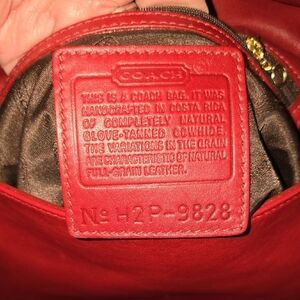 COACH
THIS IS A COACH BAG. IT WAS
HANDCRAFTED IN COSTA RICA
OF COMPLETELY NATURAL
GLOVE-TANNED COWHIDE.
THE VARIATIONS IN THE GRAIN
ARE CHARACTERISTIC OF NATURAL
FULL-GRAIN LEATHER.
No H2P-9828